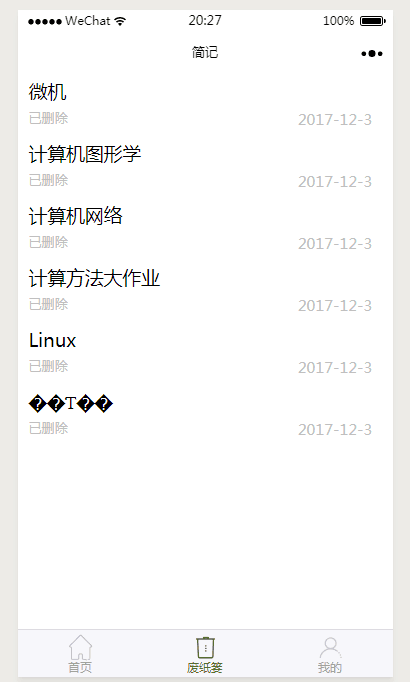 ●●●●● WeChat 20:27 100%
简记
微机
已删除 2017-12-3
计算机图形学
已删除 2017-12-3
计算机网络
已删除 2017-12-3
计算方法大作业
已删除 2017-12-3
Linux
已删除 2017-12-3
��T��
已删除 2017-12-3
首页 废纸篓 我的